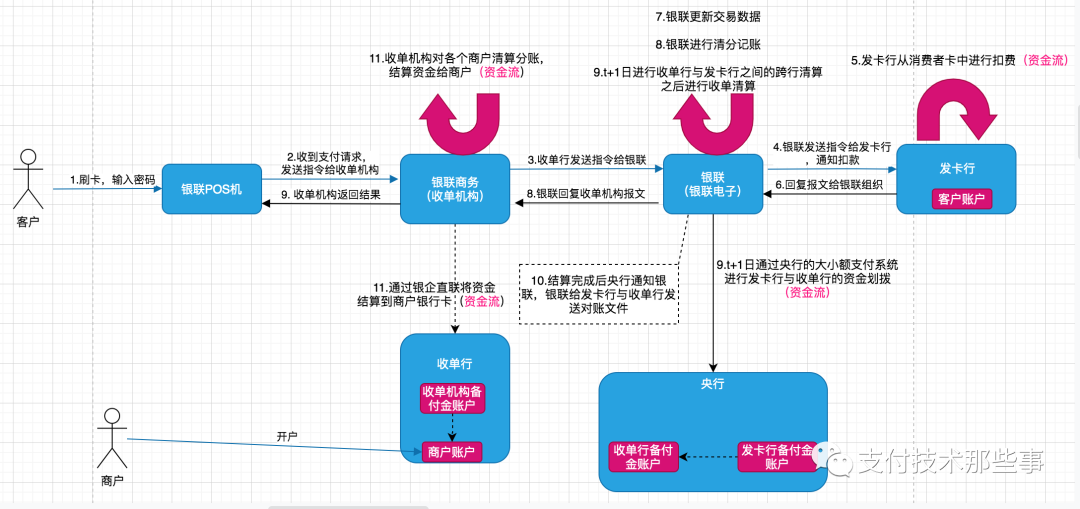 7.银联更新交易数据
8.银联进行清分记账
9.t+1日进行收单行与发卡行之间的跨行清算
之后进行收单清算
11.收单机构对各个商户清算分账,
结算资金给商户（资金流）
5.发卡行从消费者卡中进行扣费（资金流）
1.刷卡，输入密码
客户
银联POS机
2.收到支付请求,
发送指令给收单机构
9. 收单机构返回结果
银联商务
（收单机构）
3.收单行发送指令给银联
8.银联回复收单机构报文
银联
（银联电子）
4.银联发送指令给发卡行
，通知扣款
6.回复报文给银联组织
发卡行
客户账户
11.通过银企直联将资金
结算到商户银行卡（资金流）
10.结算完成后央行通知银
联，银联给发卡行与收单行发
送对账文件
9.t+1日通过央行的大小额支付系统
进行发卡行与收单行的资金划拨
（资金流）
收单行
收单机构备
付金账户
商户账户
开户
商户
央行
收单行备付
金账户
发卡行备付金
账户
支付技术那些事